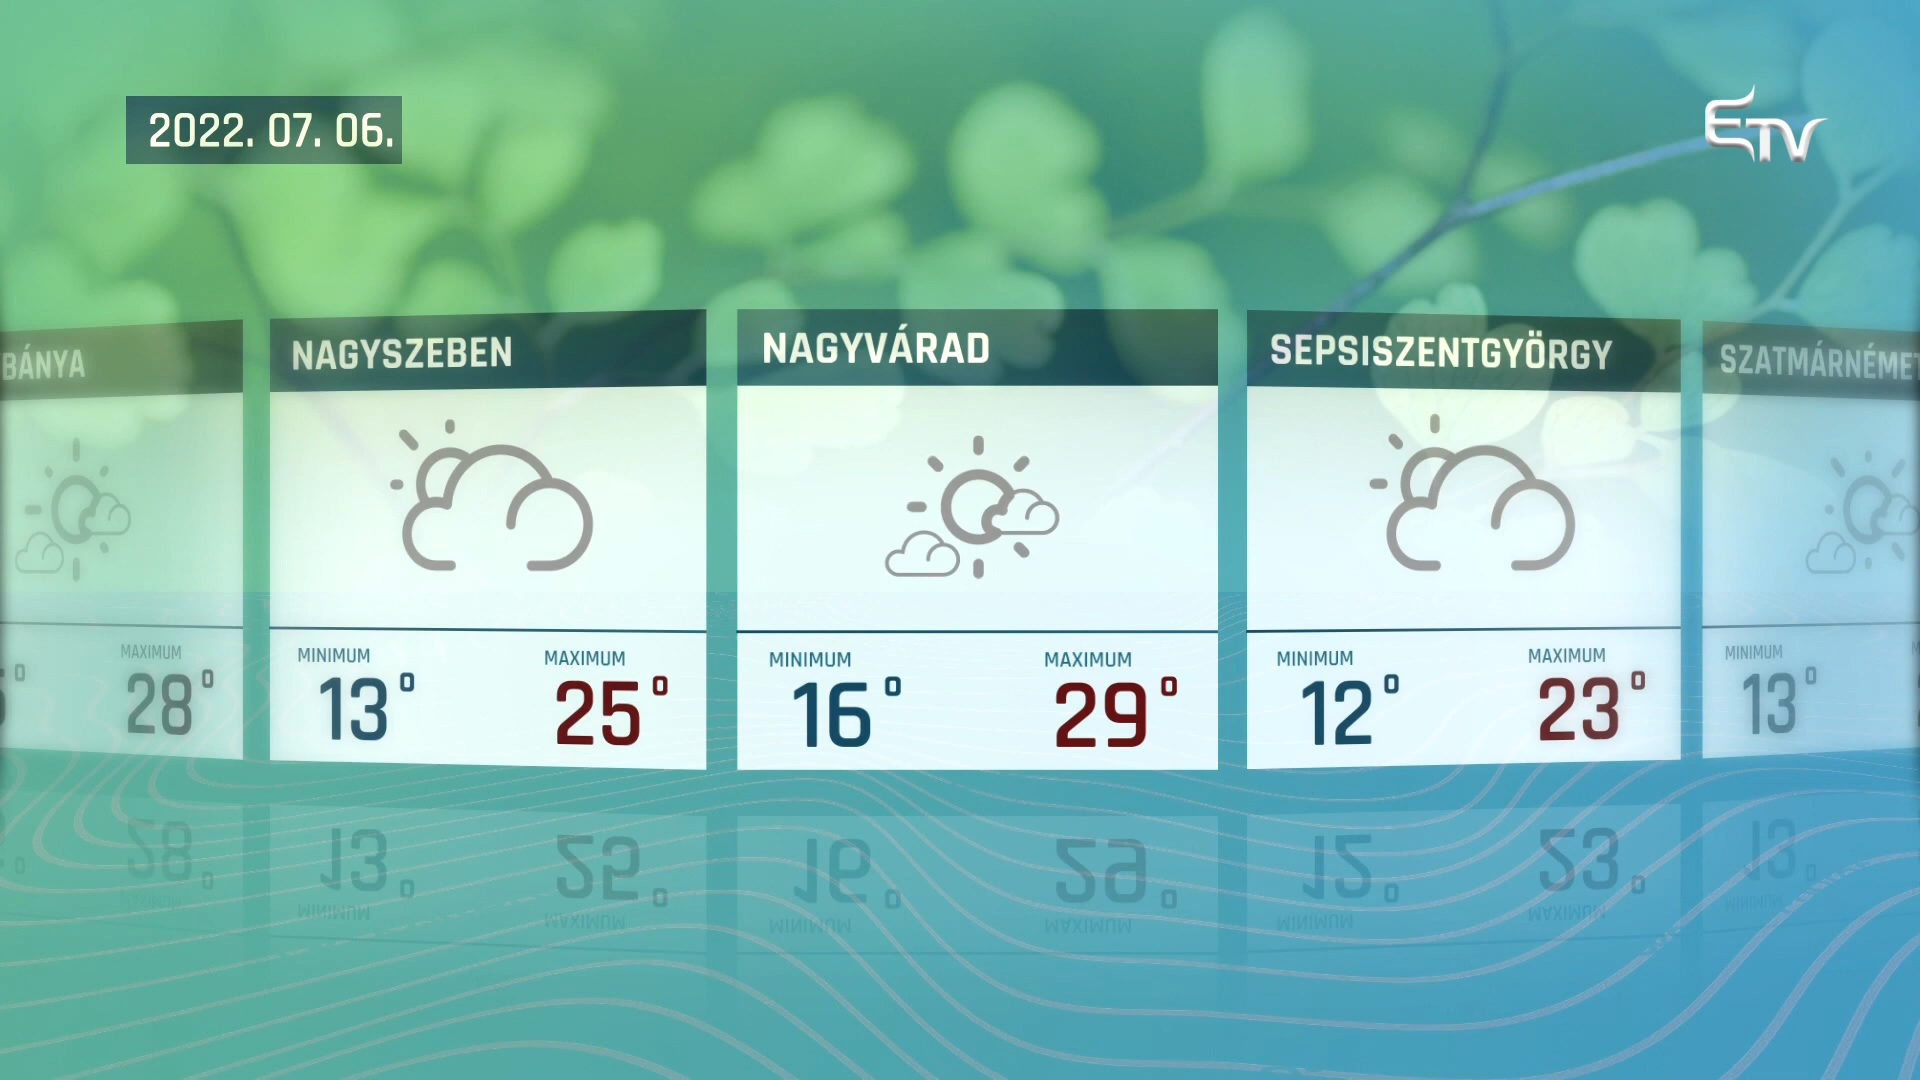 2022. 07. 06.
ETV
BÁNYA
MAXIMUM
28°
NAGYSZEBEN
MINIMUM MAXIMUM
13° 25°
NAGYVÁRAD
MINIMUM MAXIMUM
16° 29°
SEPSISZENTGYÖRGY
MINIMUM MAXIMUM
12° 23°
SZATMÁRNÉMET
MINIMUM
13°